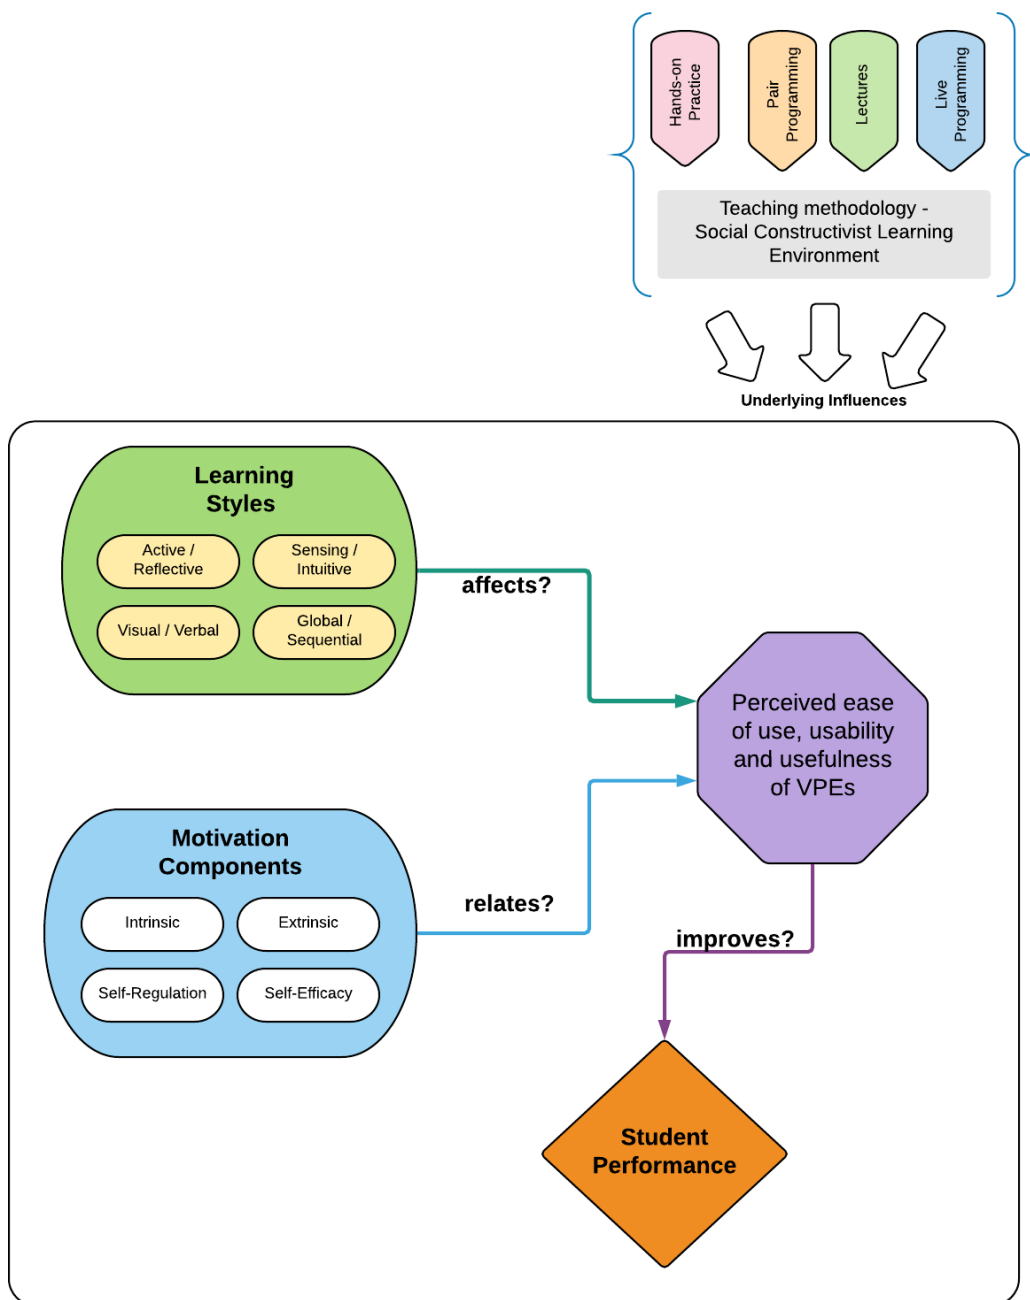 Hands-on
Practice
Pair
Programming
Lectures
Live
Programming
Teaching methodology -
Social Constructivist Learning
Environment
Underlying Influences
Learning
Styles
Active /
Reflective
Sensing /
Intuitive
Visual / Verbal
Global /
Sequential
affects?
Perceived ease
of use, usability
and usefulness
of VPEs
Motivation
Components
Intrinsic
Extrinsic
Self-Regulation
Self-Efficacy
relates?
improves?
Student
Performance